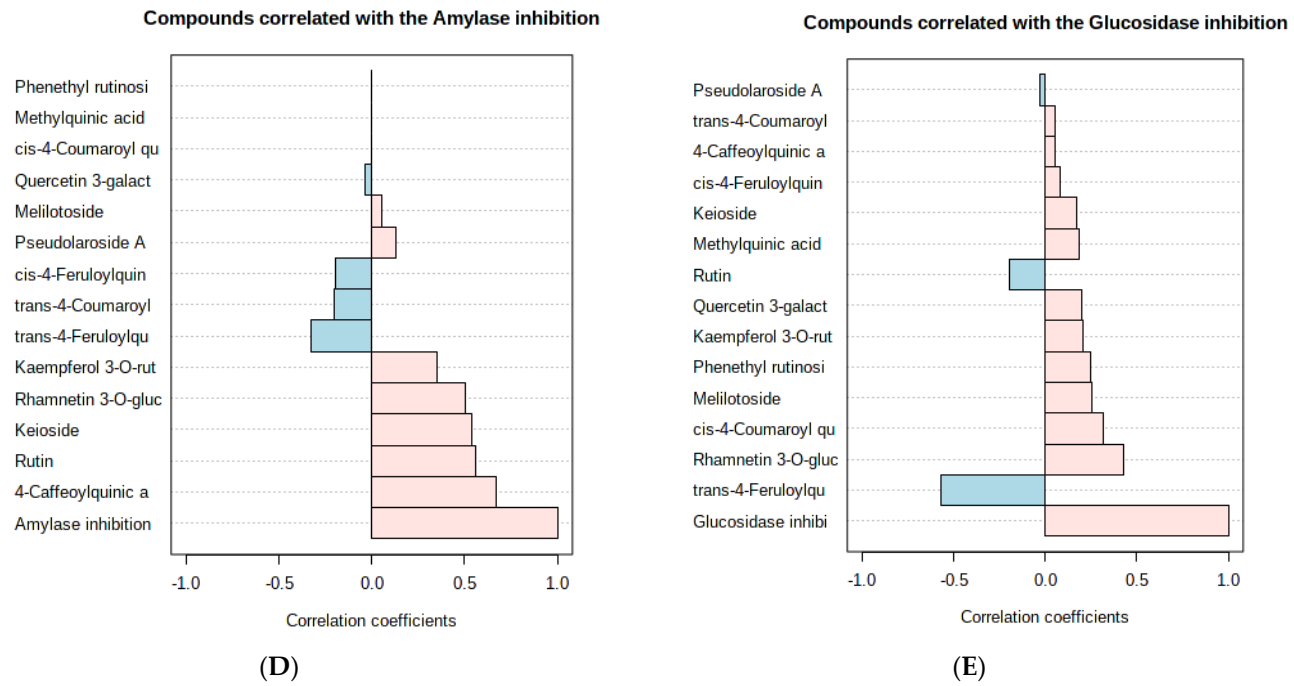 Compounds correlated with the Amylase inhibition
Phenethyl rutinosi
Methylquinic acid
cis-4-Coumaroyl qu
Quercetin 3-galact
Melilotoside
Pseudolaroside A
cis-4-Feruloylquin
trans-4-Coumaroyl
trans-4-Feruloylqu
Kaempferol 3-O-rut
Rhamnetin 3-O-gluc
Keioside
Rutin
4-Caffeoylquinic a
Amylase inhibition
-1.0 -0.5 0.0 0.5 1.0
Correlation coefficients
(D)
Compounds correlated with the Glucosidase inhibition
Pseudolaroside A
trans-4-Coumaroyl
4-Caffeoylquinic a
cis-4-Feruloylquin
Keioside
Methylquinic acid
Rutin
Quercetin 3-galact
Kaempferol 3-O-rut
Phenethyl rutinosi
Melilotoside
cis-4-Coumaroyl qu
Rhamnetin 3-O-gluc
trans-4-Feruloylqu
Glucosidase inhibi
-1.0 -0.5 0.0 0.5 1.0
Correlation coefficients
(E)